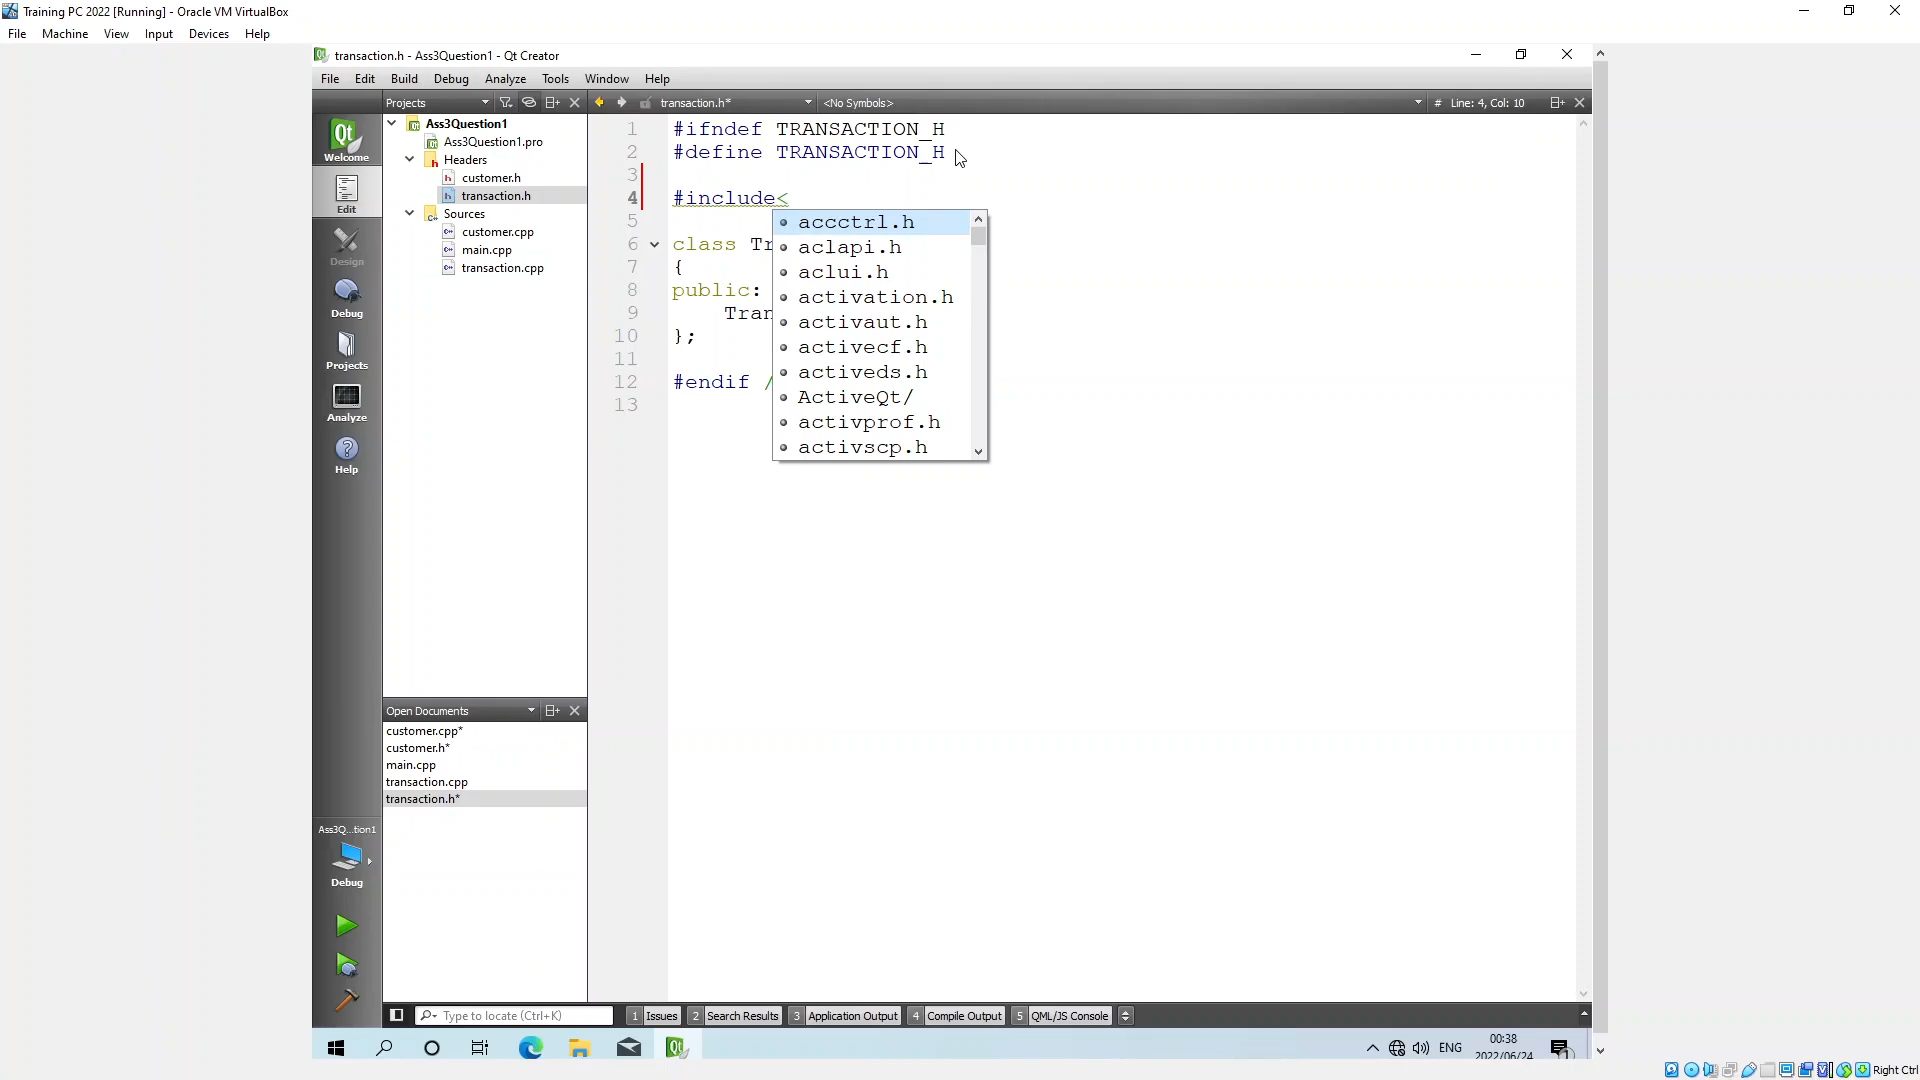 Training PC 2022 [Running] - Oracle VM VirtualBox
File Machine View Input Devices Help
transaction.h - Ass3Question1 - Qt Creator
File Edit Build Debug Analyze Tools Window Help
Projects
transaction.h*
<No Symbols>
# Line: 4, Col: 10
Welcome
Edit
Design
Debug
Projects
Analyze
Help
Ass3Question1
Ass3Question1.pro
Headers
customer.h
transaction.h
Sources
customer.cpp
main.cpp
transaction.cpp
1 #ifndef TRANSACTION_H
2 #define TRANSACTION_H
3
4 #include<
5
6 class Tr
7 {
8 public:
9 Tran
10 };
11
12 #endif /
13
accctrl.h
aclapi.h
aclui.h
activation.h
activaut.h
activecf.h
activeds.h
ActiveQt/
activprof.h
activscp.h
Open Documents
customer.cpp*
customer.h*
main.cpp
transaction.cpp
transaction.h*
Ass3Q...tion1
Debug
Type to locate (Ctrl+K)
1 Issues 2 Search Results 3 Application Output 4 Compile Output 5 QML/JS Console
ENG
00:38
2022/06/24
Right Ctrl